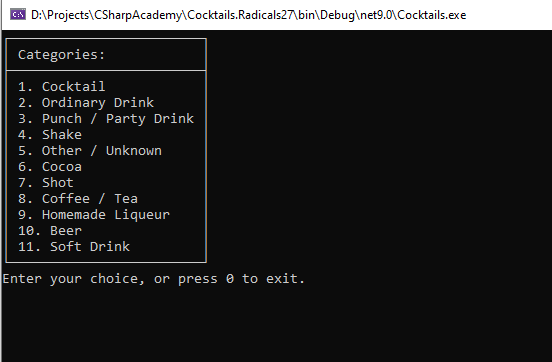 D:\Projects\CSharpAcademy\Cocktails.Radicals27\bin\Debug\net9.0\Cocktails.exe
Categories:
1. Cocktail
2. Ordinary Drink
3. Punch / Party Drink
4. Shake
5. Other / Unknown
6. Cocoa
7. Shot
8. Coffee / Tea
9. Homemade Liqueur
10. Beer
11. Soft Drink
Enter your choice, or press 0 to exit.